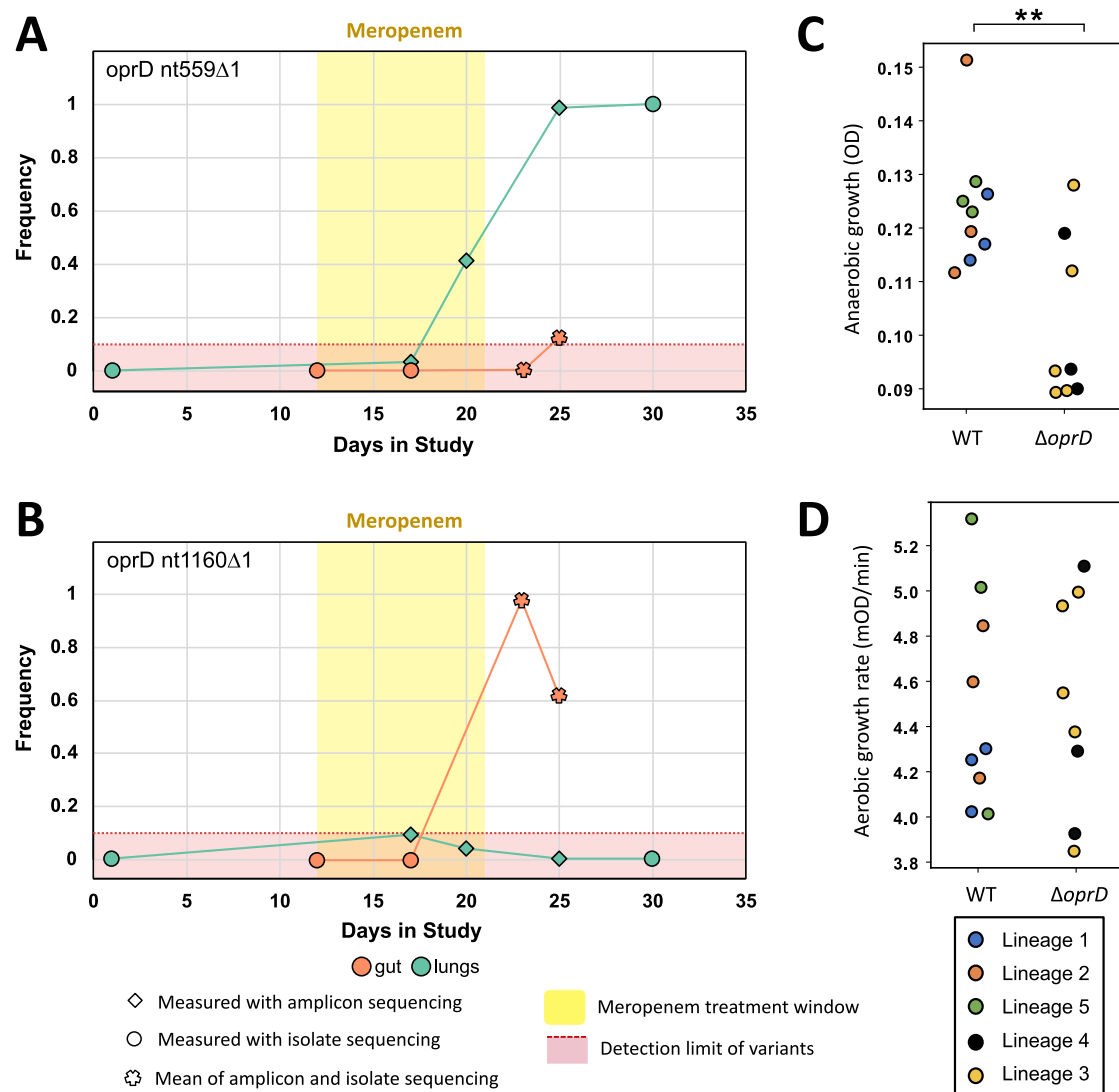 A
Meropenem
oprD nt559Δ1
Frequency
1
0.8
0.6
0.4
0.2
0
0 5 10 15 20 25 30 35
Days in Study
B
Meropenem
oprD nt1160Δ1
Frequency
1
0.8
0.6
0.4
0.2
0
0 5 10 15 20 25 30 35
Days in Study
gut lungs
Measured with amplicon sequencing
Measured with isolate sequencing
Mean of amplicon and isolate sequencing
Meropenem treatment window
Detection limit of variants
C
**
Anaerobic growth (OD)
0.15
0.14
0.13
0.12
0.11
0.10
0.09
WT ΔoprD
D
Aerobic growth rate (mOD/min)
5.2
5.0
4.8
4.6
4.4
4.2
4.0
3.8
WT ΔoprD
Lineage 1
Lineage 2
Lineage 5
Lineage 4
Lineage 3